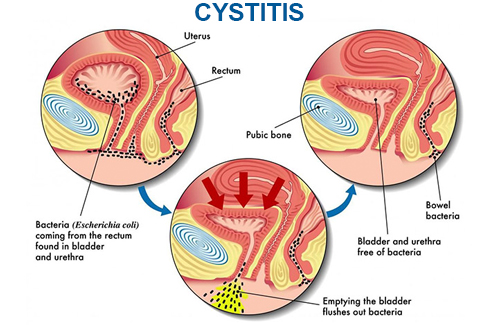 CYSTITIS
Uterus
Rectum
Pubic bone
Bacteria (Escherichia coli)
coming from the rectum
found in bladder
and urethra
Bowel
bacteria
Bladder and urethra
free of bacteria
Emptying the bladder
flushes out bacteria